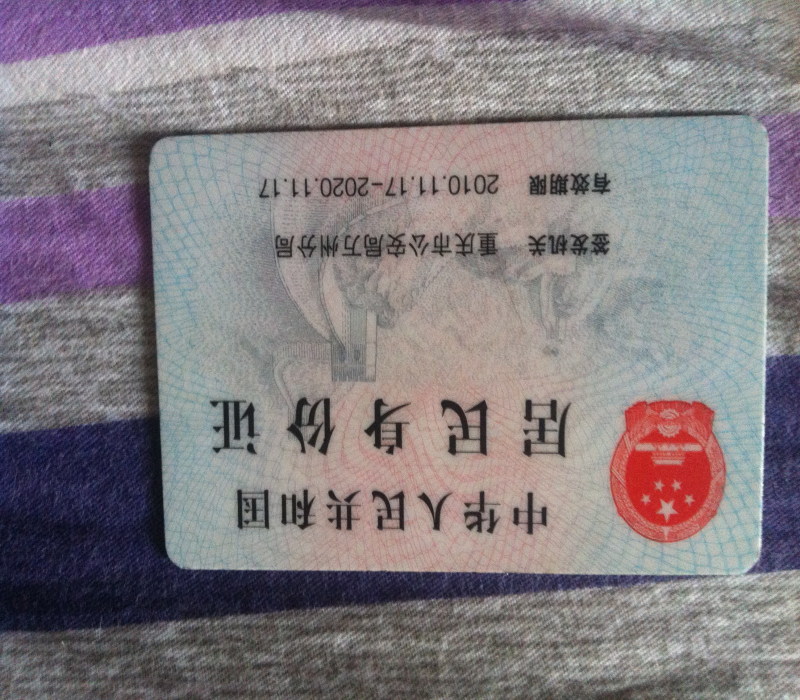 中华人民共和国
居民身份证
签发机关 重庆市公安局万州分局
有效期限 2010.11.17-2020.11.17